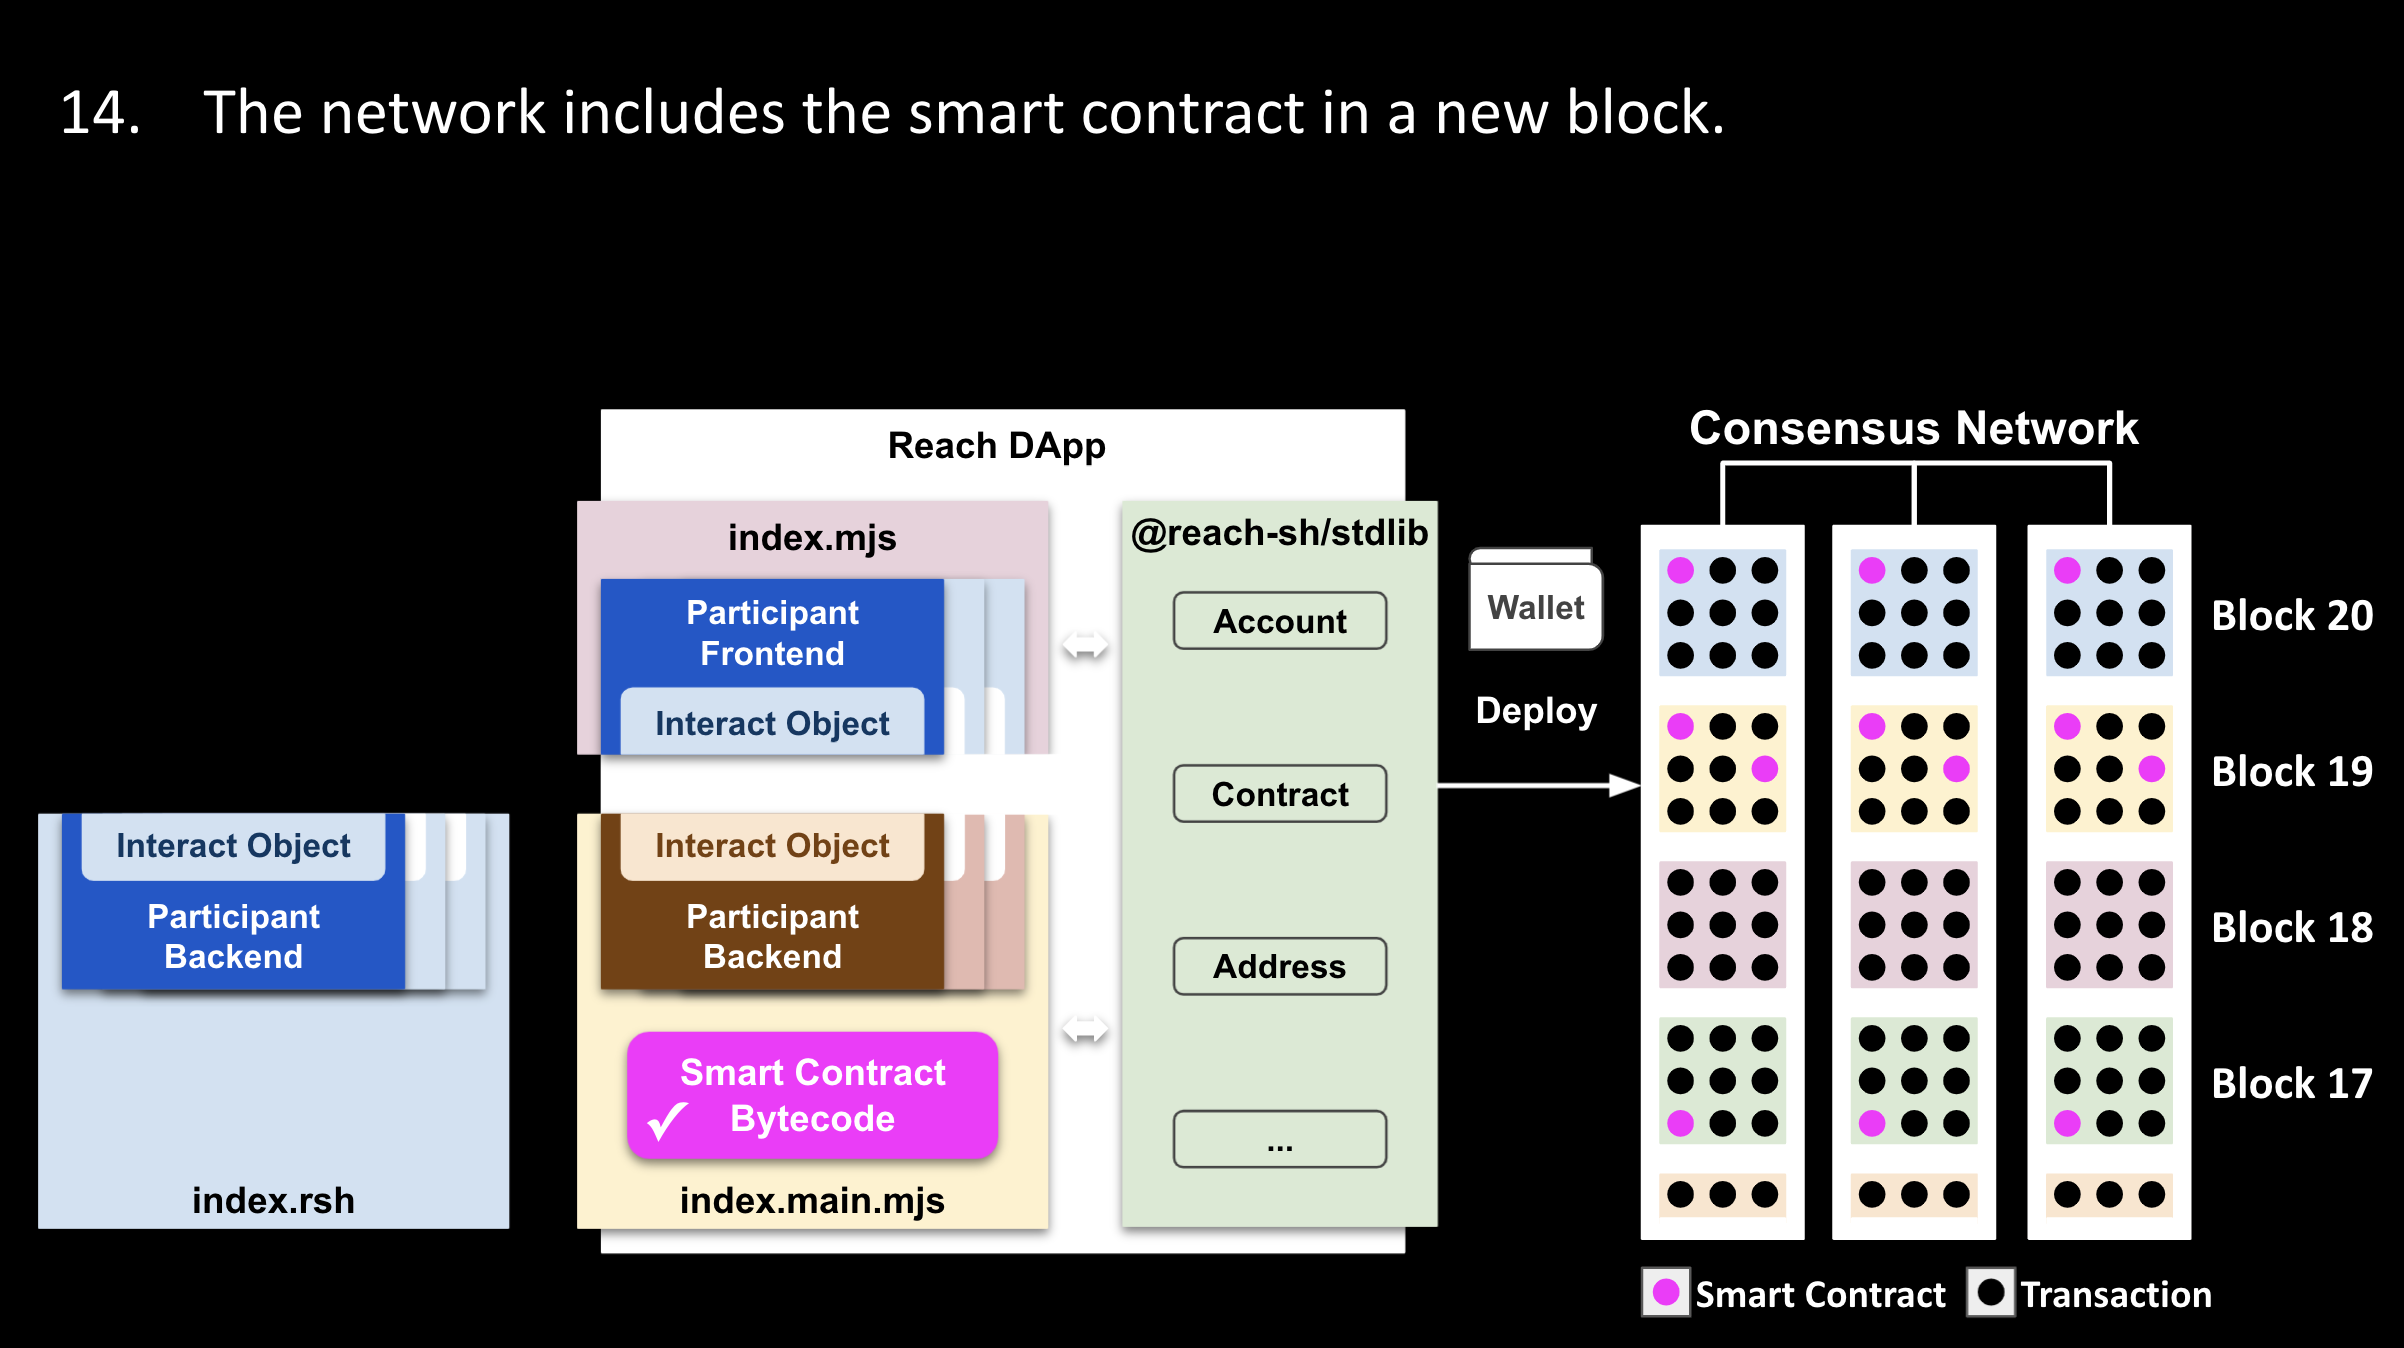 14. The network includes the smart contract in a new block.
Reach DApp
index.mjs
Participant
Frontend
Interact Object
Interact Object
Participant
Backend
index.rsh
Interact Object
Participant
Backend
Smart Contract
✓ Bytecode
index.main.mjs
@reach-sh/stdlib
Account
Contract
Address
...
Wallet
Deploy
Consensus Network
Block 20
Block 19
Block 18
Block 17
Smart Contract
Transaction